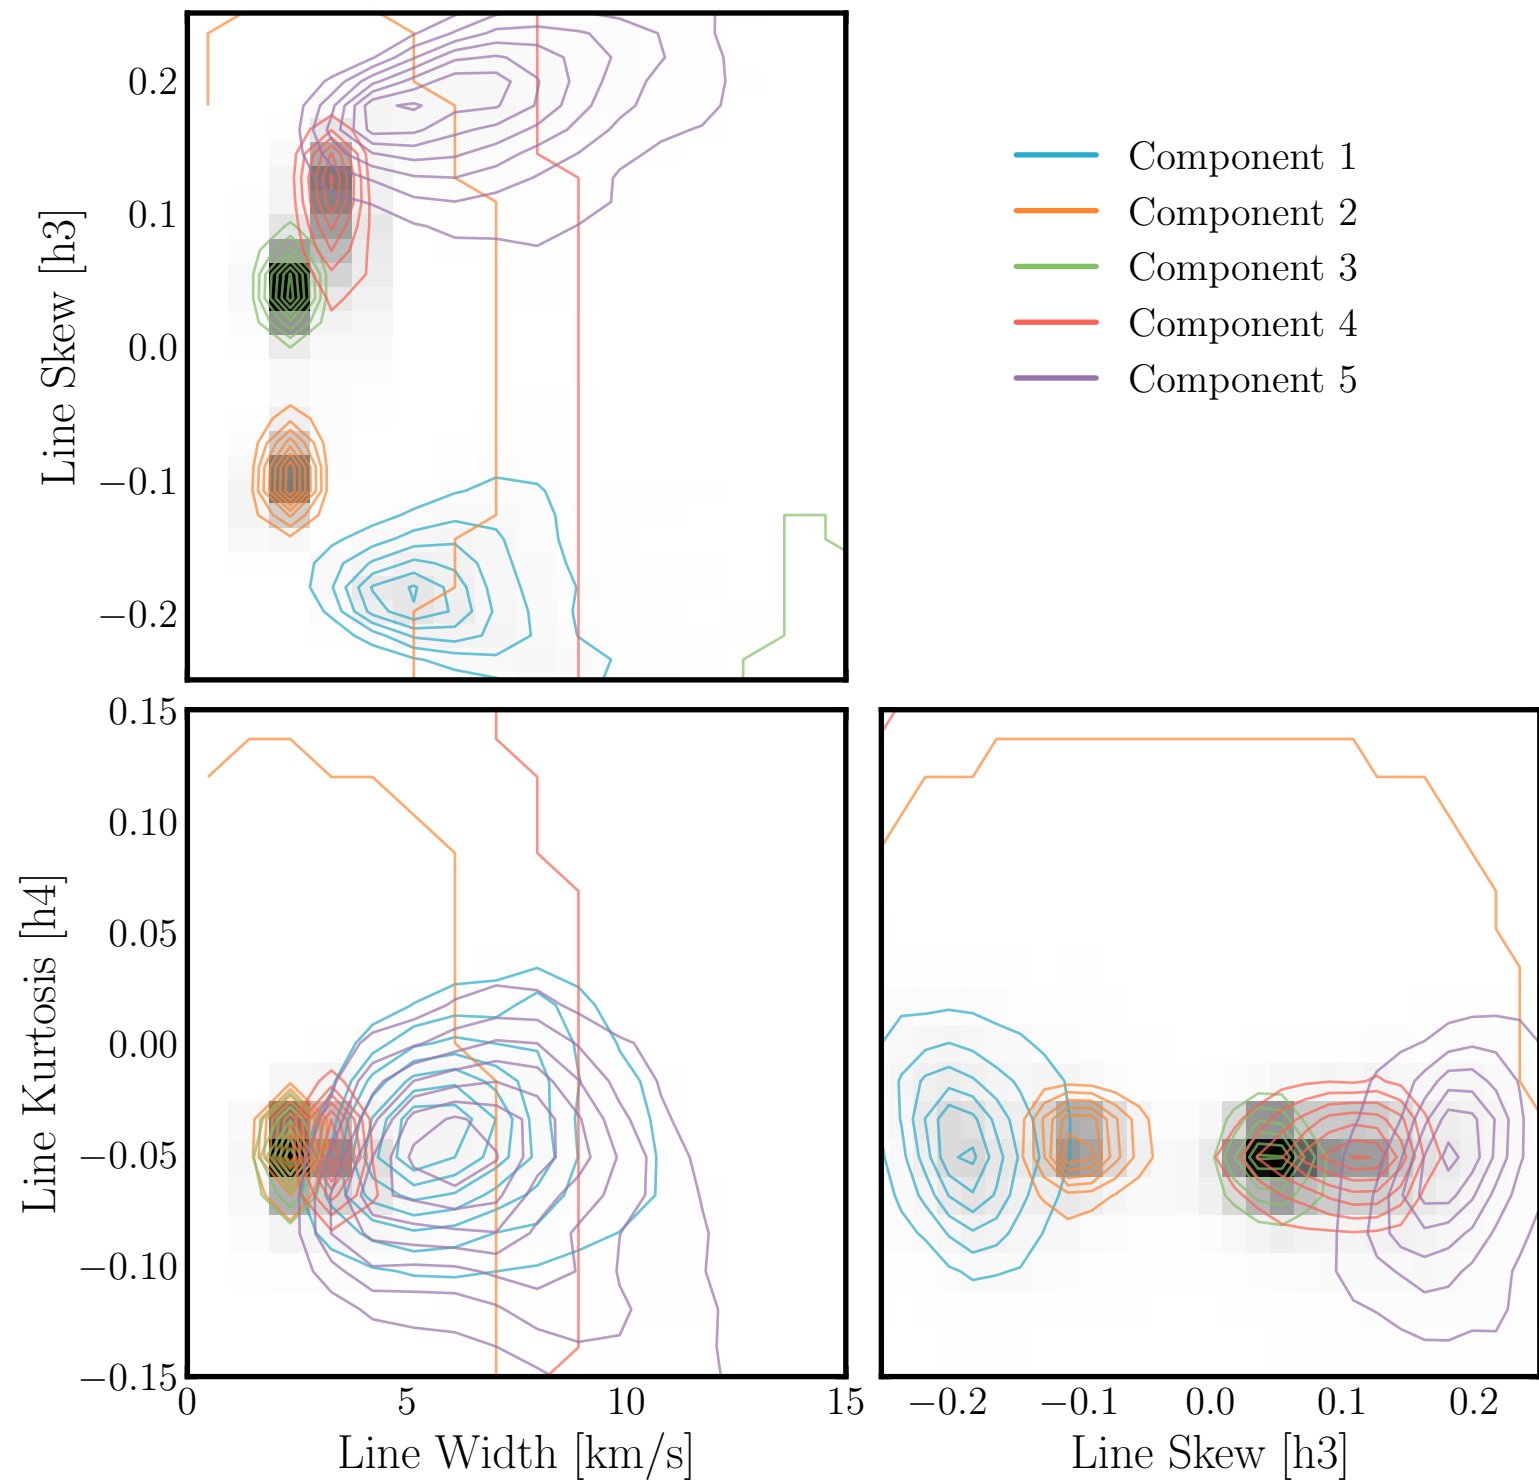 Line Skew [h3]
0.2
0.1
0.0
−0.1
−0.2
Component 1
Component 2
Component 3
Component 4
Component 5
Line Kurtosis [h4]
0.15
0.10
0.05
0.00
−0.05
−0.10
−0.15
0 5 10 15
Line Width [km/s]
−0.2 −0.1 0.0 0.1 0.2
Line Skew [h3]